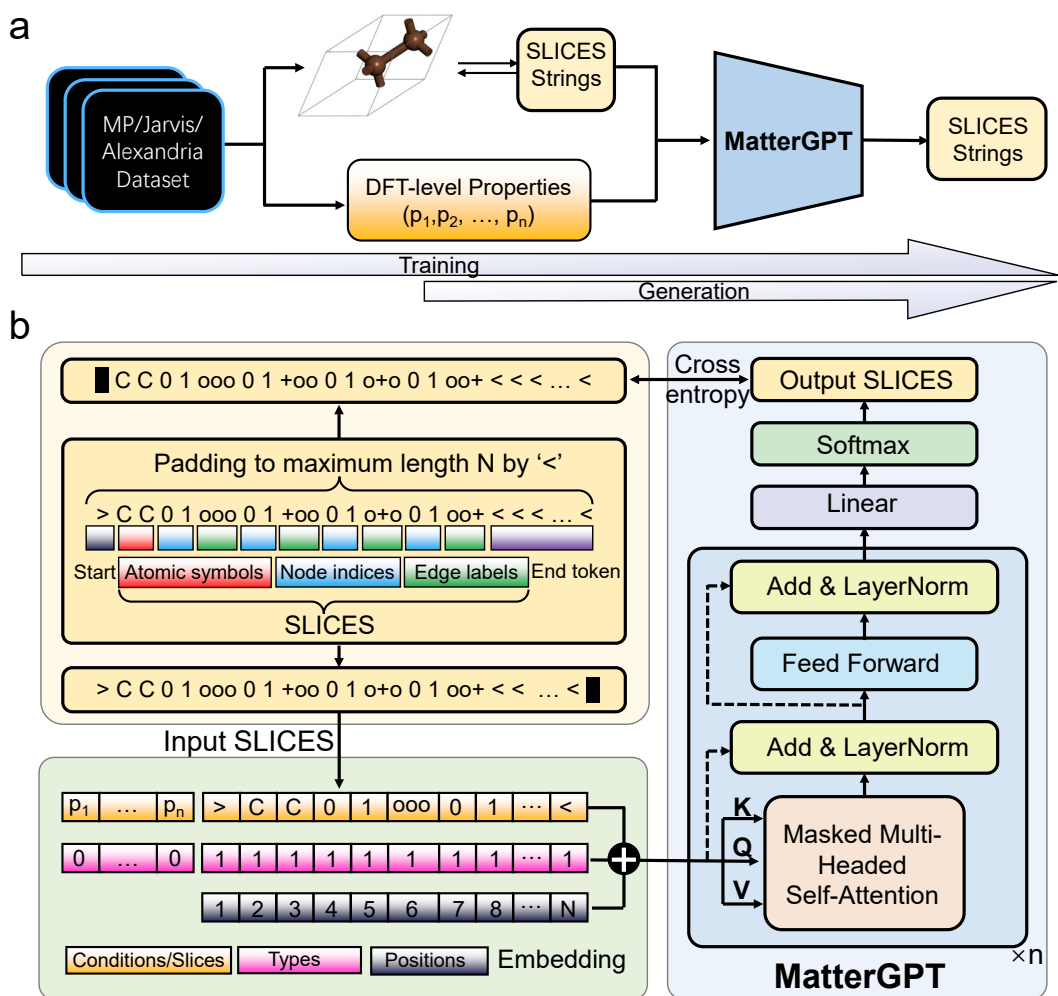 a
MP/Jarvis/
Alexandria
Dataset
SLICES
Strings
DFT-level Properties
(p1,p2, ..., pn)
MatterGPT
SLICES
Strings
Training
Generation
b
C C 0 1 ooo 0 1 +oo 0 1 o+o 0 1 oo+ < < < ... <
Padding to maximum length N by ‘<’
> C C 0 1 ooo 0 1 +oo 0 1 o+o 0 1 oo+ < < < ... <
Start Atomic symbols Node indices Edge labels End token
SLICES
> C C 0 1 ooo 0 1 +oo 0 1 o+o 0 1 oo+ < < ... <
Input SLICES
p1 ... pn > C C 0 1 ooo 0 1 ... <
0 ... 0 1 1 1 1 1 1 1 1 ... 1
1 2 3 4 5 6 7 8 ... N
Conditions/Slices Types Positions Embedding
Cross
entropy
Output SLICES
Softmax
Linear
Add & LayerNorm
Feed Forward
Add & LayerNorm
K
Q
V
Masked Multi-
Headed
Self-Attention
×n
MatterGPT